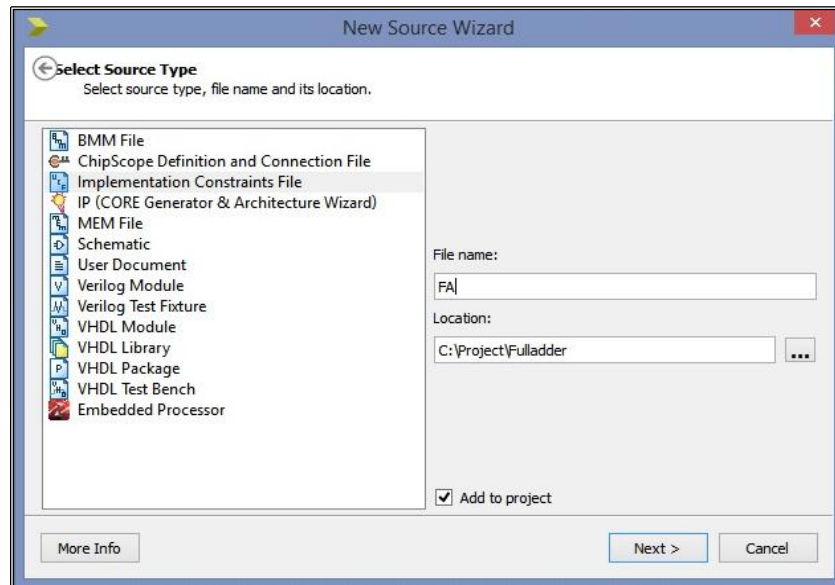 New Source Wizard
Select Source Type
Select source type, file name and its location.
BMM File
ChipScope Definition and Connection File
Implementation Constraints File
IP (CORE Generator & Architecture Wizard)
MEM File
Schematic
User Document
Verilog Module
Verilog Test Fixture
VHDL Module
VHDL Library
VHDL Package
VHDL Test Bench
Embedded Processor
File name:
FA
Location:
C:\Project\Fulladder
...
Add to project
More Info
Next >
Cancel